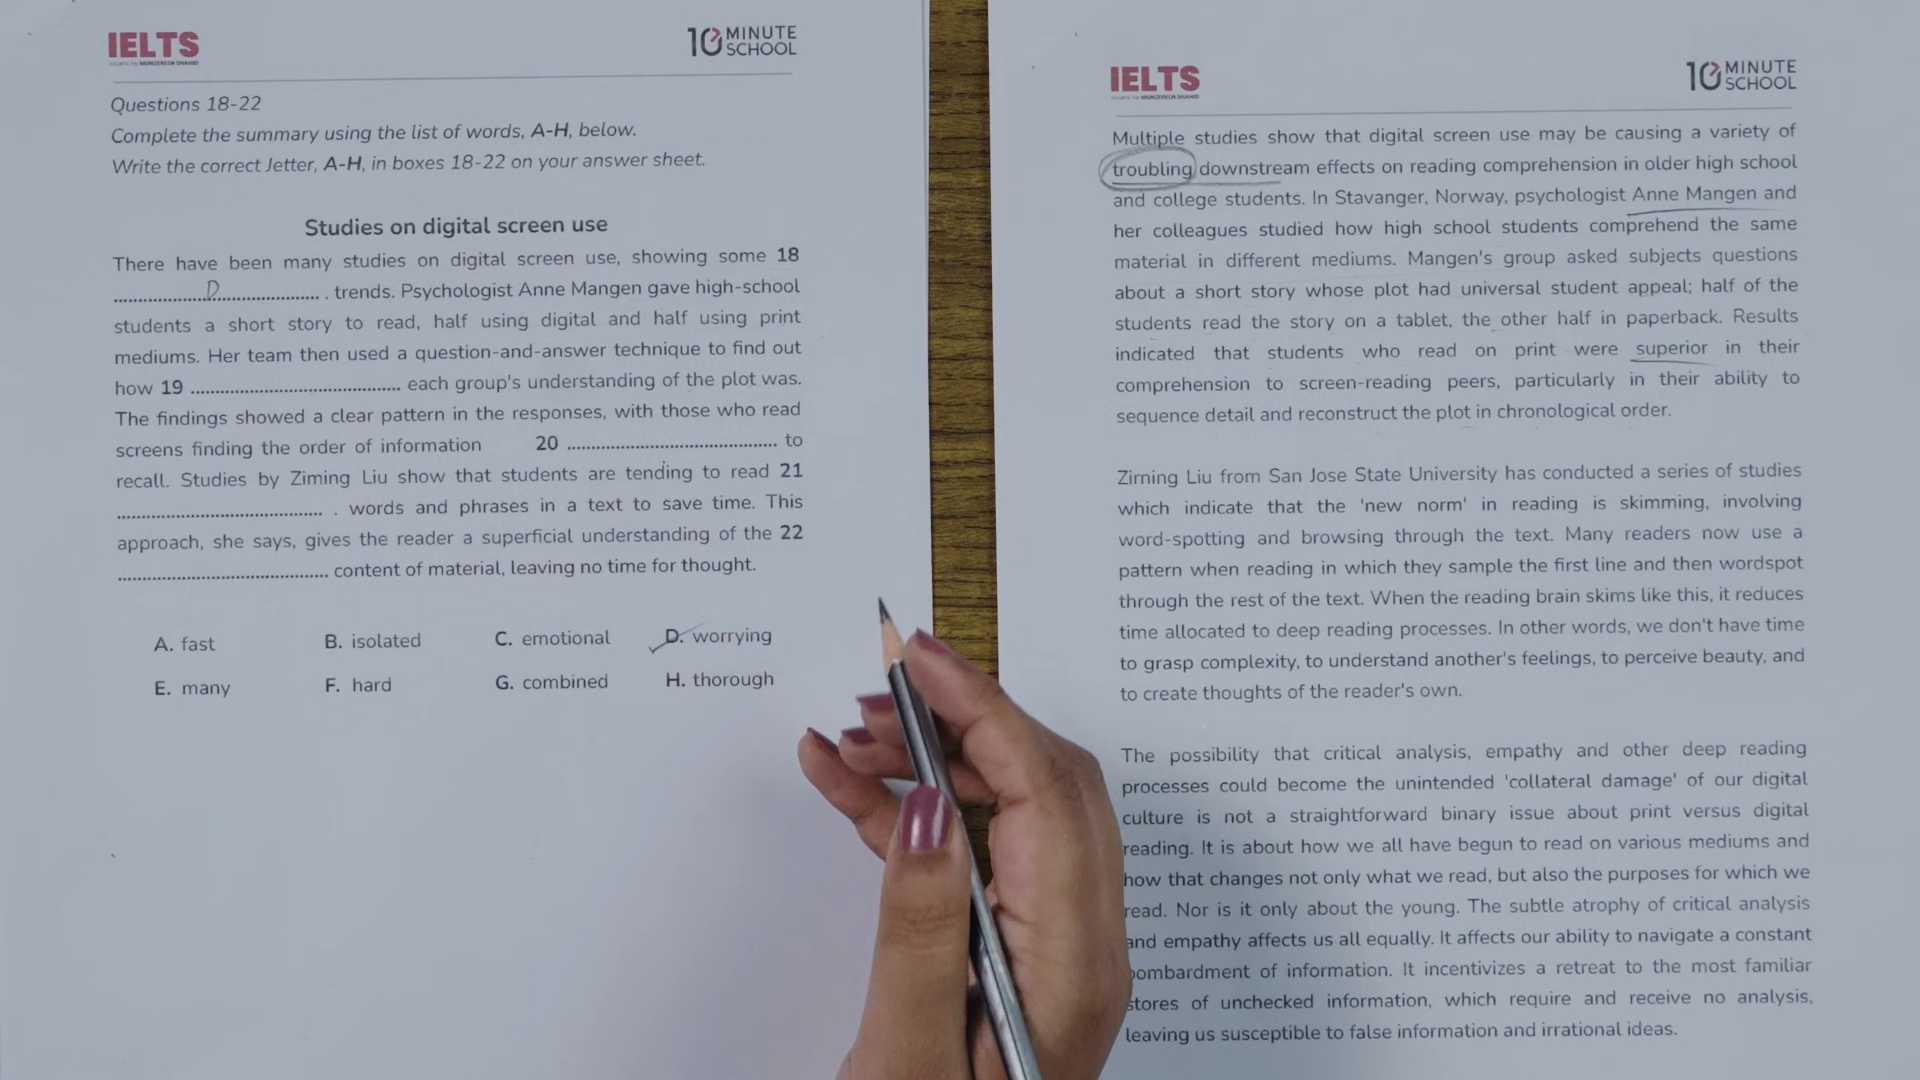 IELTS
10 MINUTE SCHOOL
Questions 18-22
Complete the summary using the list of words, A-H, below.
Write the correct Jetter, A-H, in boxes 18-22 on your answer sheet.
Studies on digital screen use
There have been many studies on digital screen use, showing some 18
........D........ . trends. Psychologist Anne Mangen gave high-school
students a short story to read, half using digital and half using print
mediums. Her team then used a question-and-answer technique to find out
how 19 ................ each group's understanding of the plot was.
The findings showed a clear pattern in the responses, with those who read
screens finding the order of information 20 ................ to
recall. Studies by Ziming Liu show that students are tending to read 21
................ . words and phrases in a text to save time. This
approach, she says, gives the reader a superficial understanding of the 22
................ content of material, leaving no time for thought.
A. fast B. isolated C. emotional D. worrying
E. many F. hard G. combined H. thorough
IELTS
10 MINUTE SCHOOL
Multiple studies show that digital screen use may be causing a variety of
troubling downstream effects on reading comprehension in older high school
and college students. In Stavanger, Norway, psychologist Anne Mangen and
her colleagues studied how high school students comprehend the same
material in different mediums. Mangen's group asked subjects questions
about a short story whose plot had universal student appeal; half of the
students read the story on a tablet, the other half in paperback. Results
indicated that students who read on print were superior in their
comprehension to screen-reading peers, particularly in their ability to
sequence detail and reconstruct the plot in chronological order.
Zirning Liu from San Jose State University has conducted a series of studies
which indicate that the 'new norm' in reading is skimming, involving
word-spotting and browsing through the text. Many readers now use a
pattern when reading in which they sample the first line and then wordspot
through the rest of the text. When the reading brain skims like this, it reduces
time allocated to deep reading processes. In other words, we don't have time
to grasp complexity, to understand another's feelings, to perceive beauty, and
to create thoughts of the reader's own.
The possibility that critical analysis, empathy and other deep reading
processes could become the unintended 'collateral damage' of our digital
culture is not a straightforward binary issue about print versus digital
reading. It is about how we all have begun to read on various mediums and
how that changes not only what we read, but also the purposes for which we
read. Nor is it only about the young. The subtle atrophy of critical analysis
and empathy affects us all equally. It affects our ability to navigate a constant
bombardment of information. It incentivizes a retreat to the most familiar
stores of unchecked information, which require and receive no analysis,
leaving us susceptible to false information and irrational ideas.